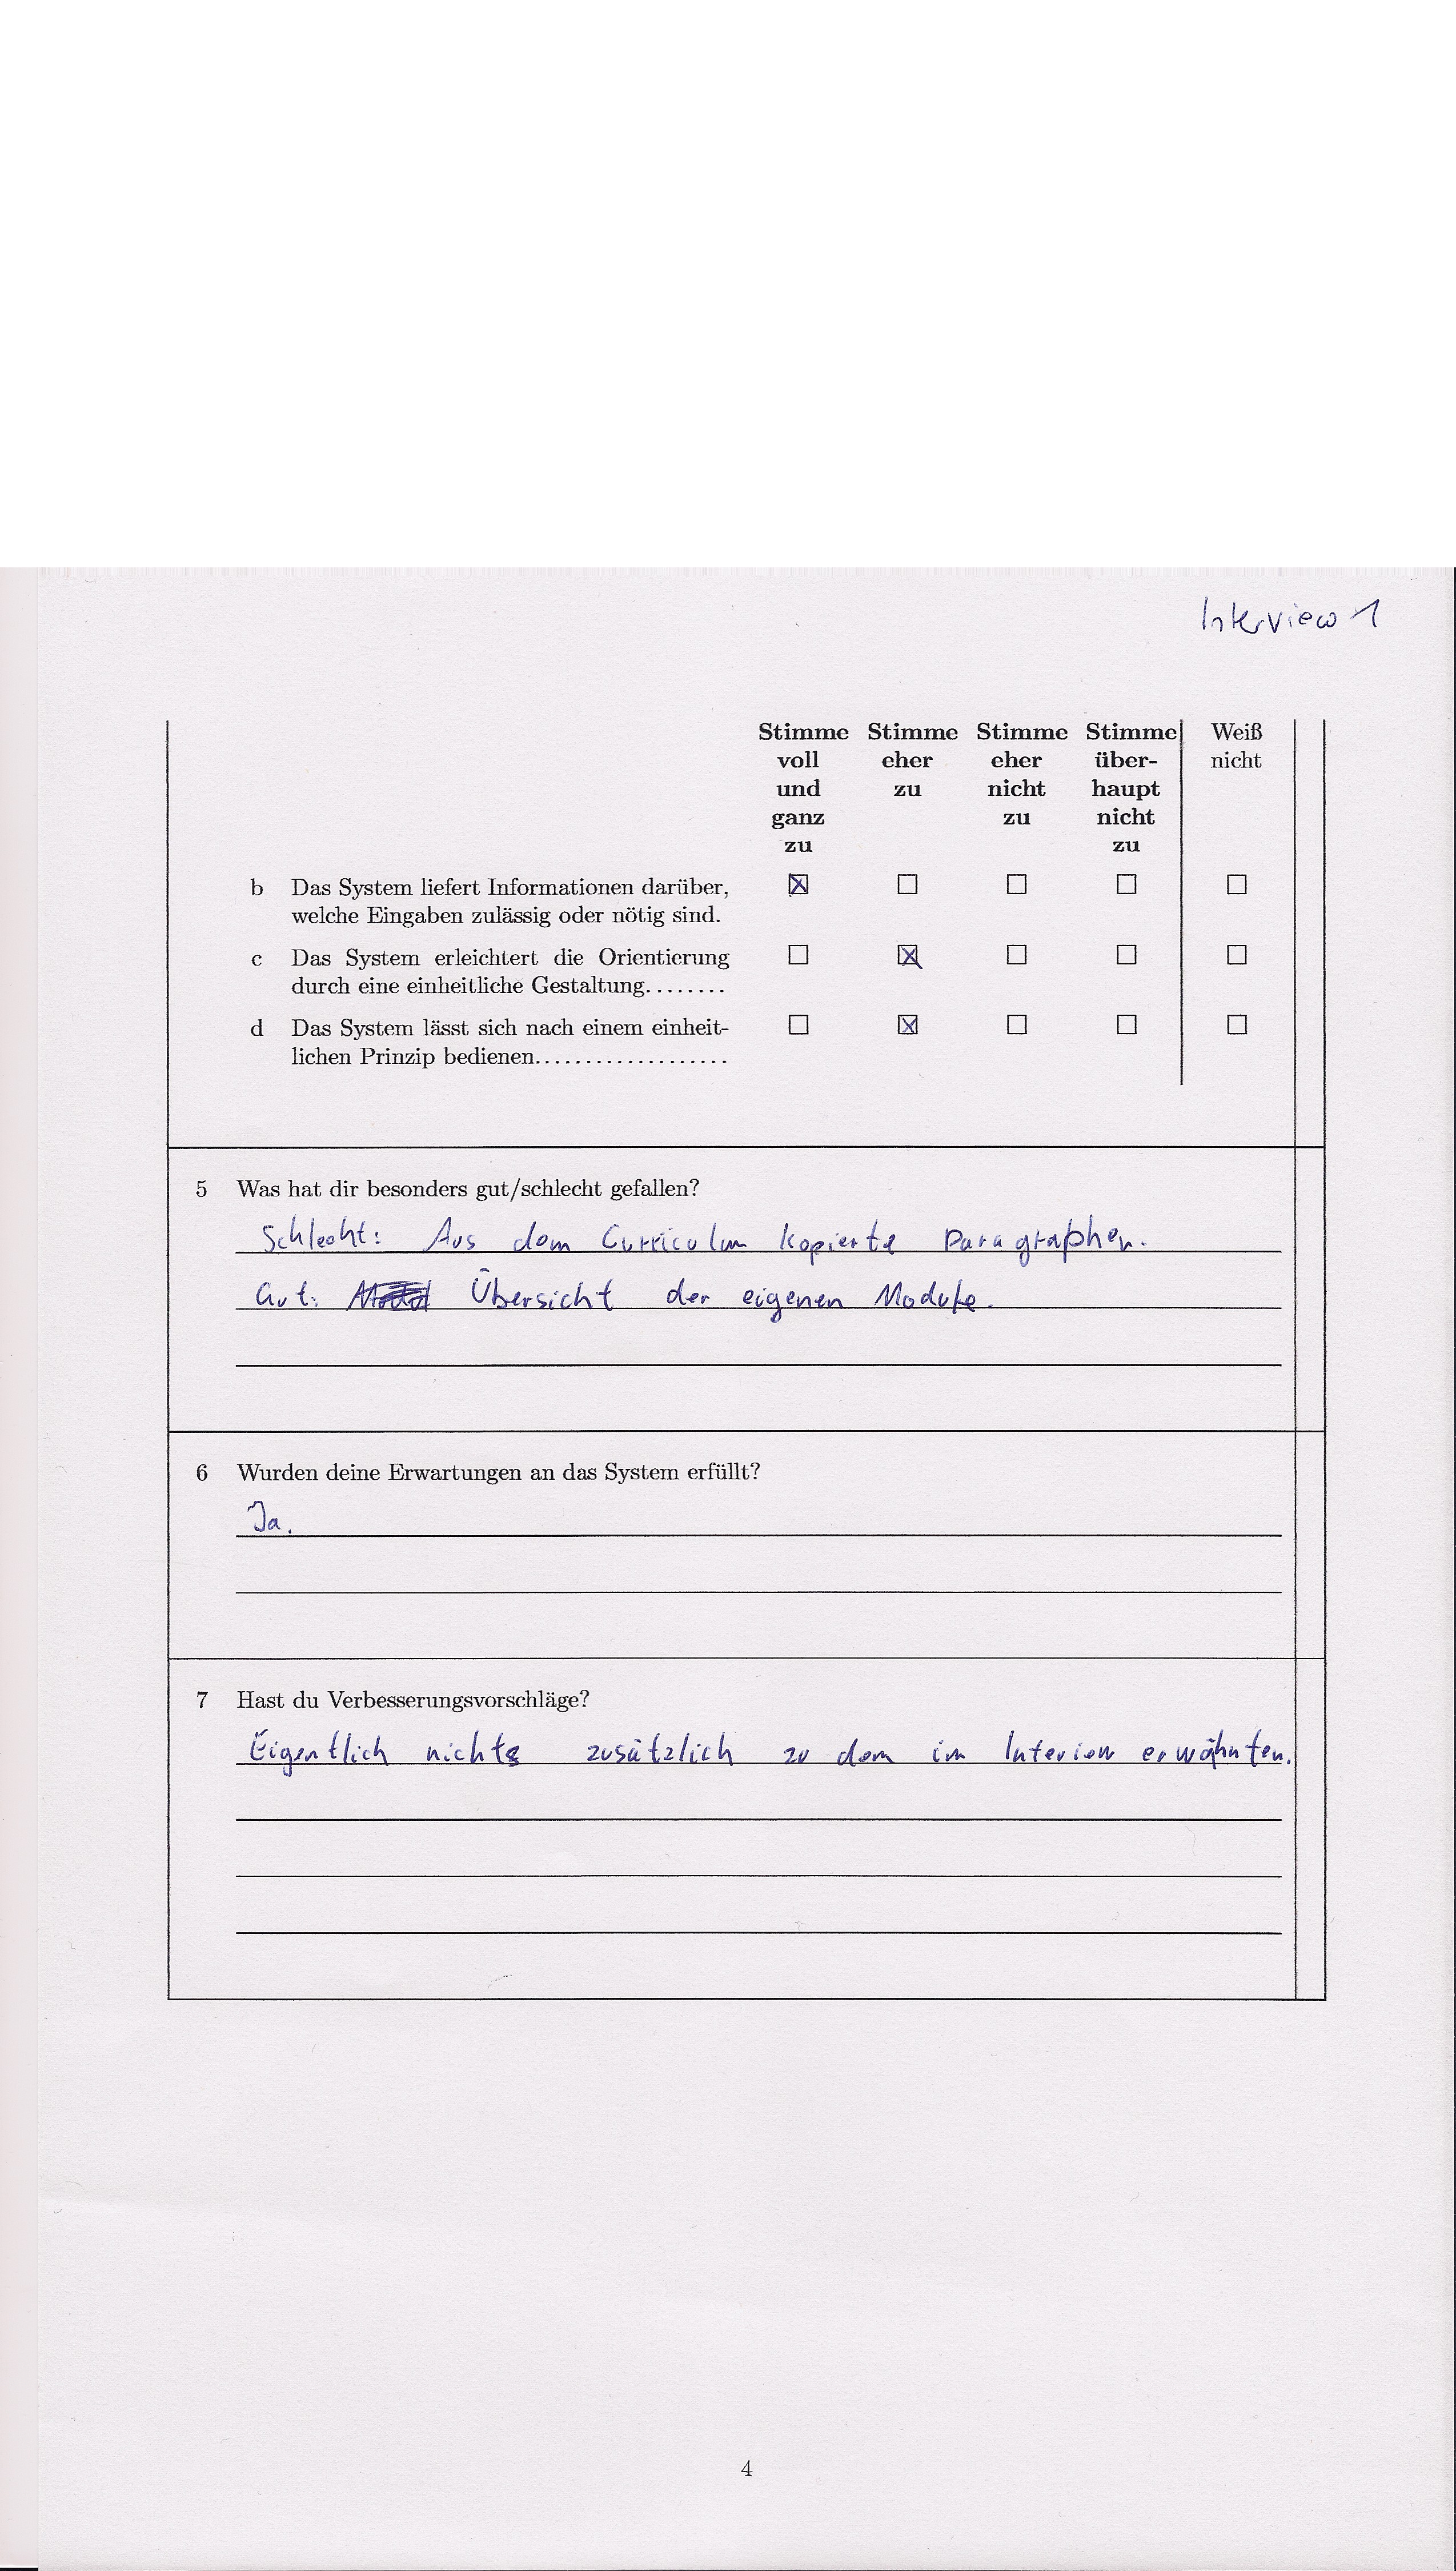 Interview 1
Stimme voll und ganz zu
Stimme eher zu
Stimme eher nicht zu
Stimme über- haupt nicht zu
Weiß nicht
b Das System liefert Informationen darüber,
welche Eingaben zulässig oder nötig sind.
c Das System erleichtert die Orientierung
durch eine einheitliche Gestaltung........
d Das System lässt sich nach einem einheit-
lichen Prinzip bedienen...................
5 Was hat dir besonders gut/schlecht gefallen?
Schlecht: Aus dem Curriculum kopierte Paragraphen.
Gut: Übersicht der eigenen Module.
6 Wurden deine Erwartungen an das System erfüllt?
Ja.
7 Hast du Verbesserungsvorschläge?
Eigentlich nichts zusätzlich zu dem im erwähnten.
4